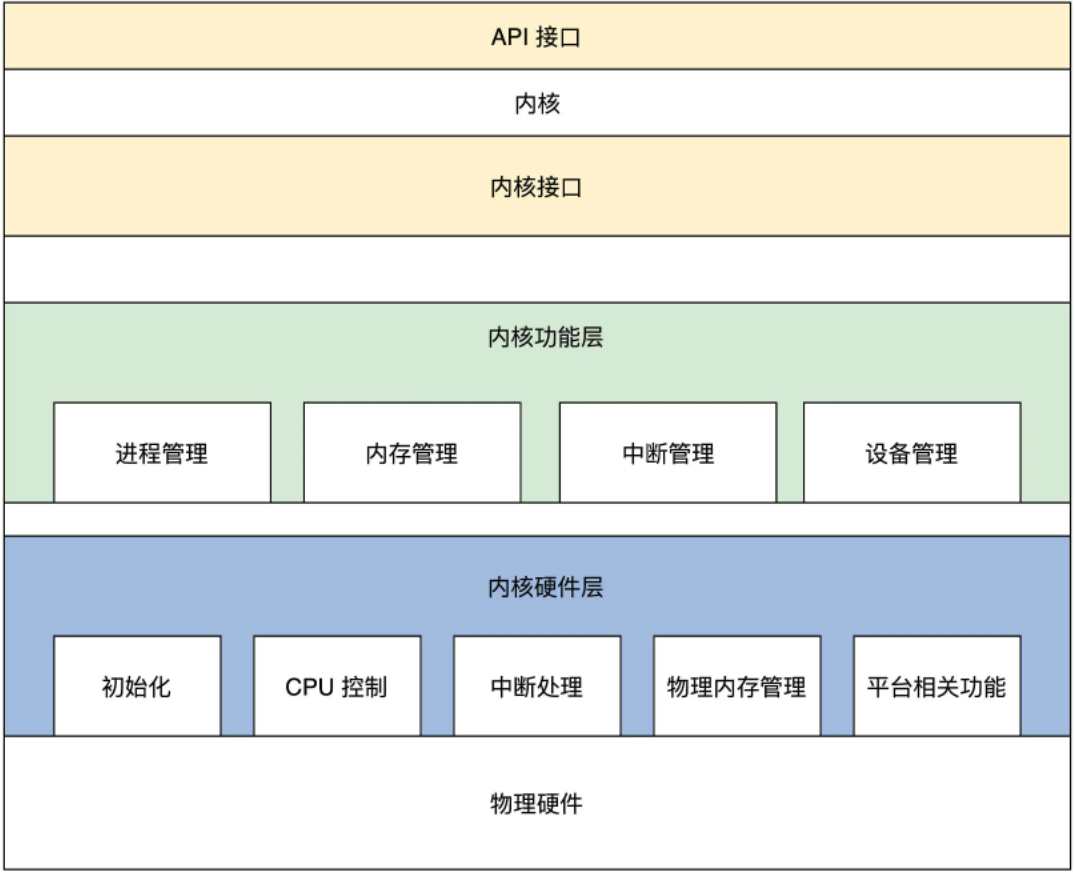 API 接口
内核
内核接口
内核功能层
进程管理
内存管理
中断管理
设备管理
内核硬件层
初始化
CPU 控制
中断处理
物理内存管理
平台相关功能
物理硬件